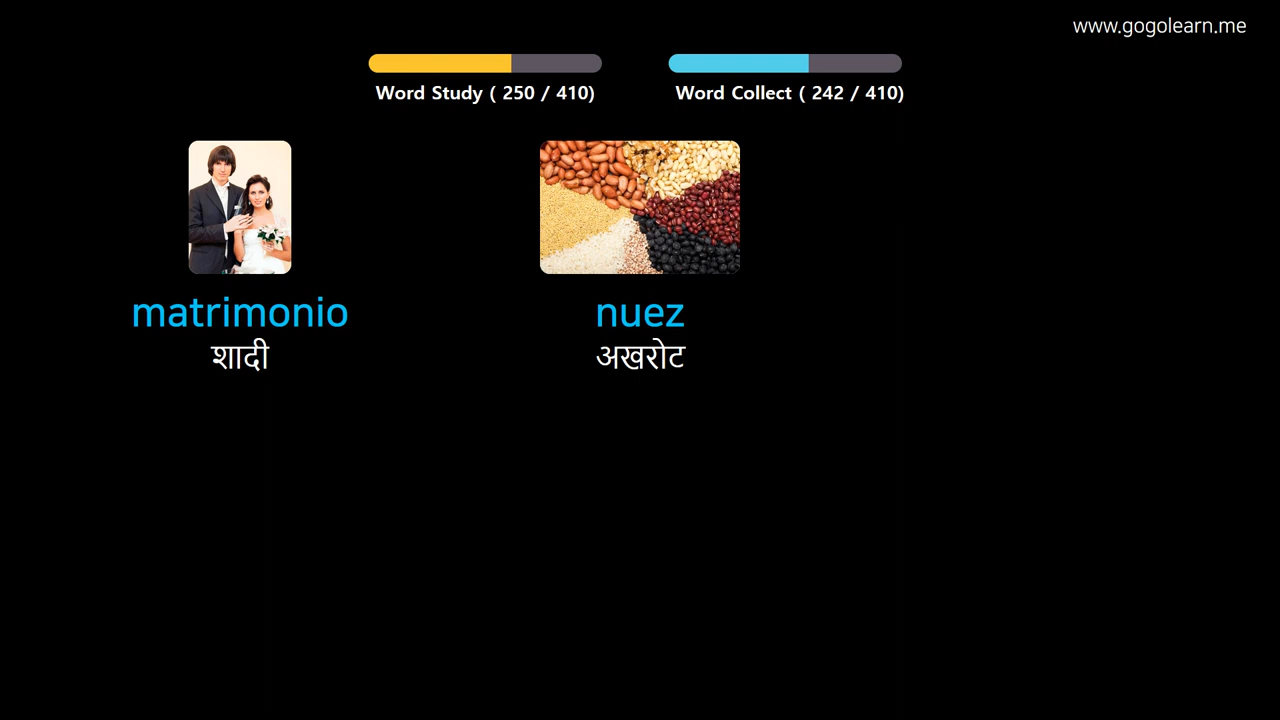 www.gogolearn.me
Word Study ( 250 / 410)
Word Collect ( 242 / 410)
matrimonio
शादी
nuez
अखरोट